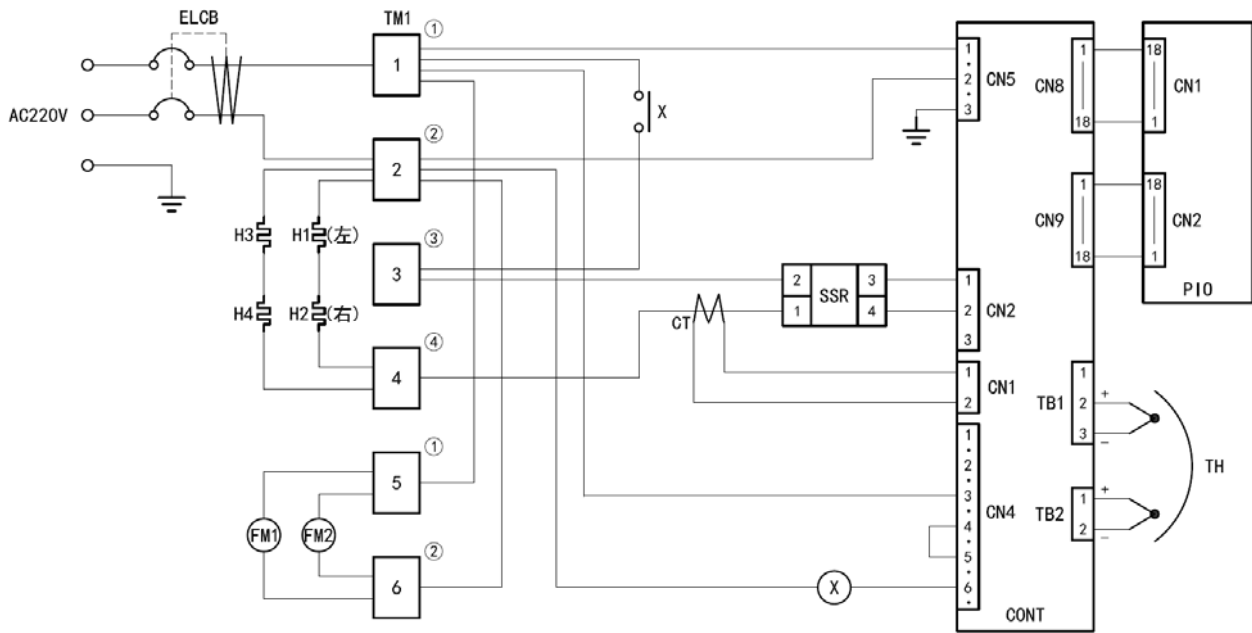 ELCB
TM1
①
1
AC220V
②
2
H3
H1(左)
③
3
H4
H2(右)
④
4
①
5
FM1
FM2
②
6
X
CT
2
3
SSR
1
4
X
1
2
3
CN5
1
CN8
18
18
CN1
1
1
CN9
18
18
CN2
1
PIO
1
2
3
CN2
1
2
CN1
1
2
3
4
5
6
CN4
1
2
3
TB1
+
−
1
2
TB2
+
−
TH
CONT